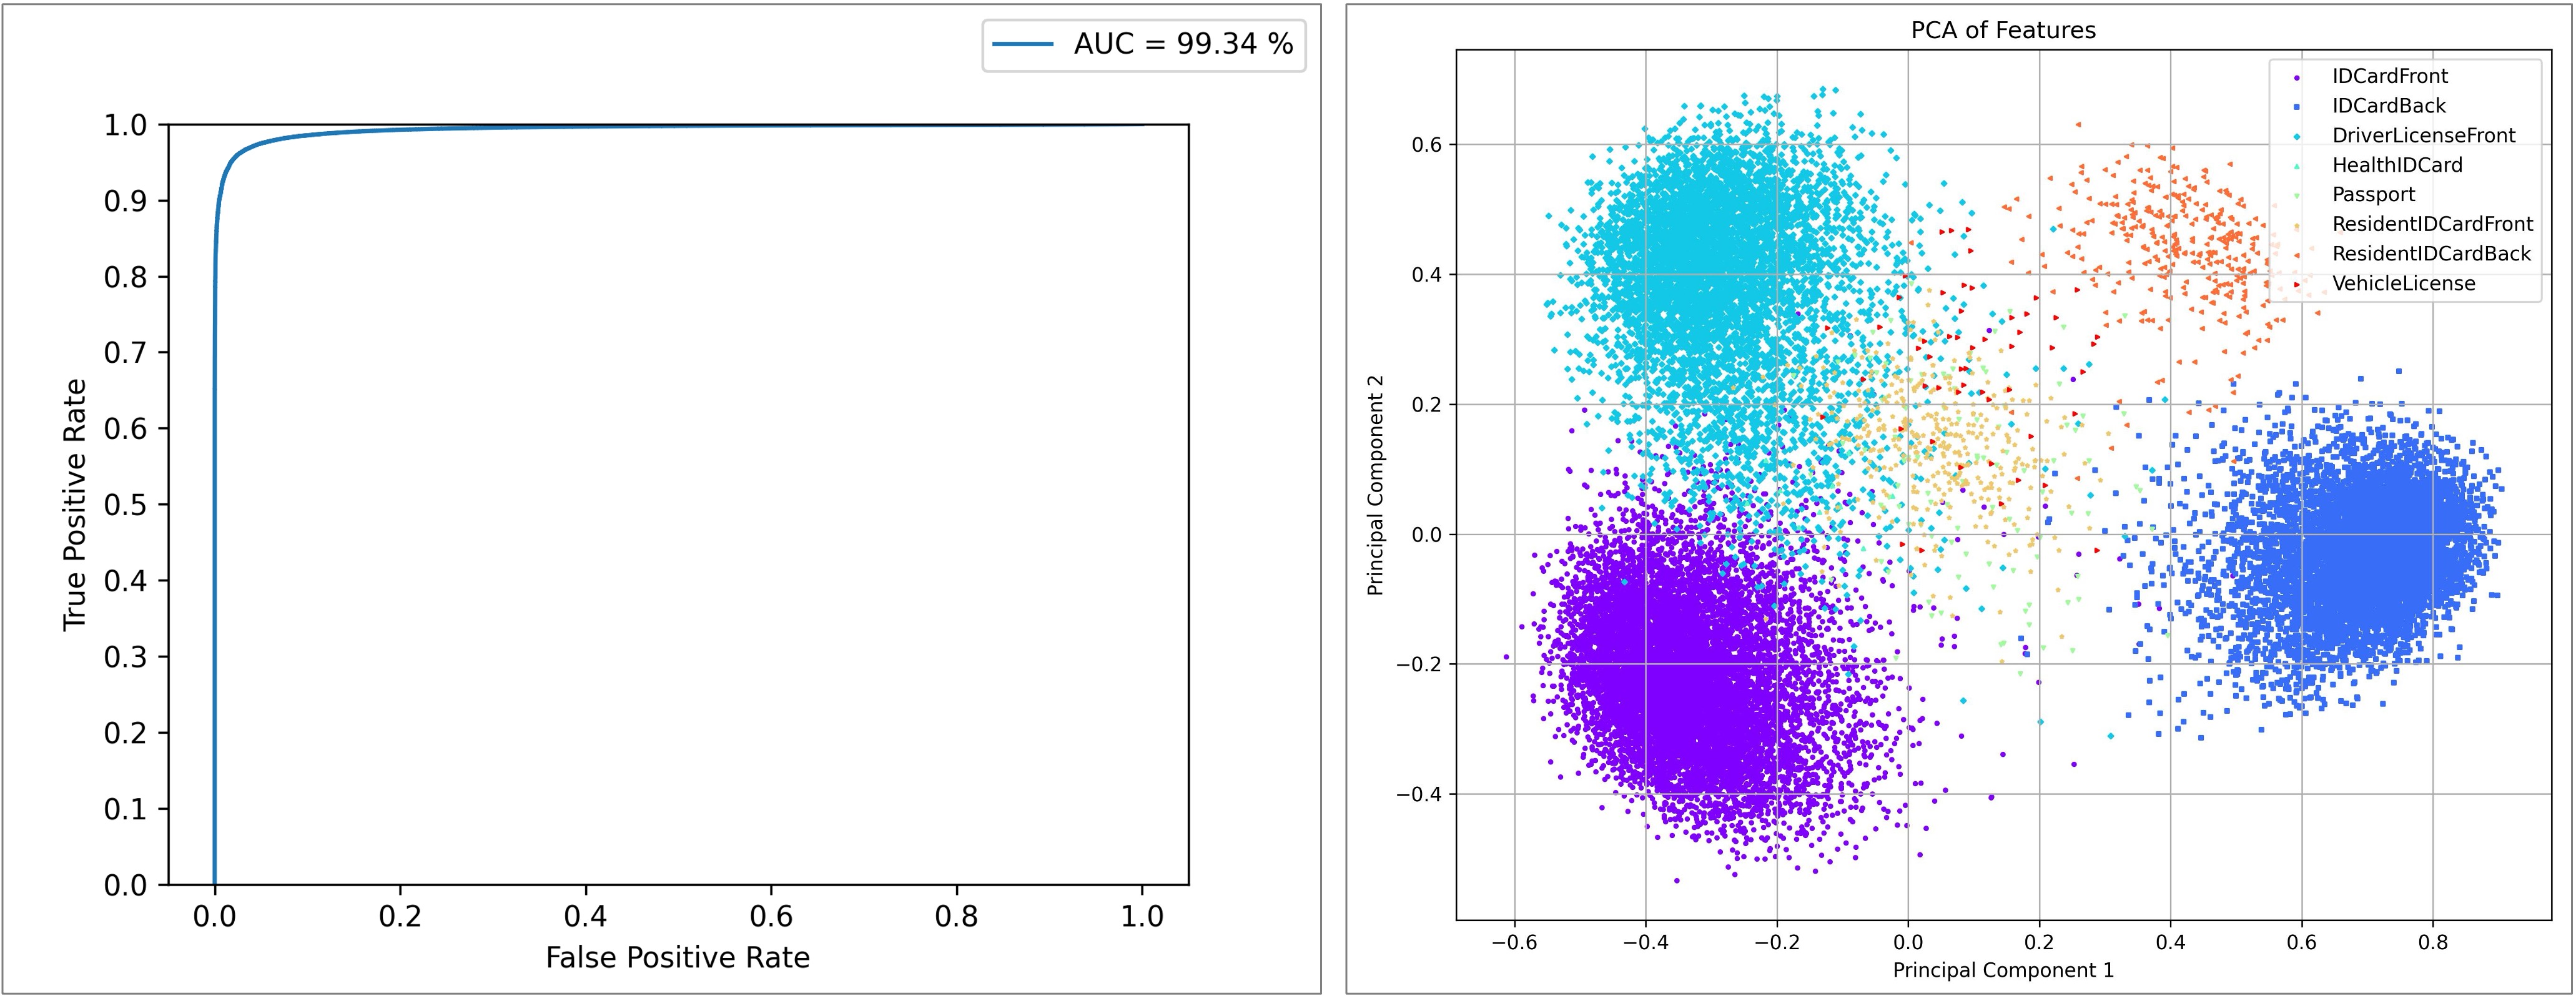 AUC = 99.34 %
1.0
0.9
0.8
0.7
0.6
0.5
0.4
0.3
0.2
0.1
0.0
True Positive Rate
0.0 0.2 0.4 0.6 0.8 1.0
False Positive Rate
PCA of Features
IDCardFront
IDCardBack
DriverLicenseFront
HealthIDCard
Passport
ResidentIDCardFront
ResidentIDCardBack
VehicleLicense
0.6
0.4
0.2
0.0
−0.2
−0.4
Principal Component 2
−0.6 −0.4 −0.2 0.0 0.2 0.4 0.6 0.8
Principal Component 1